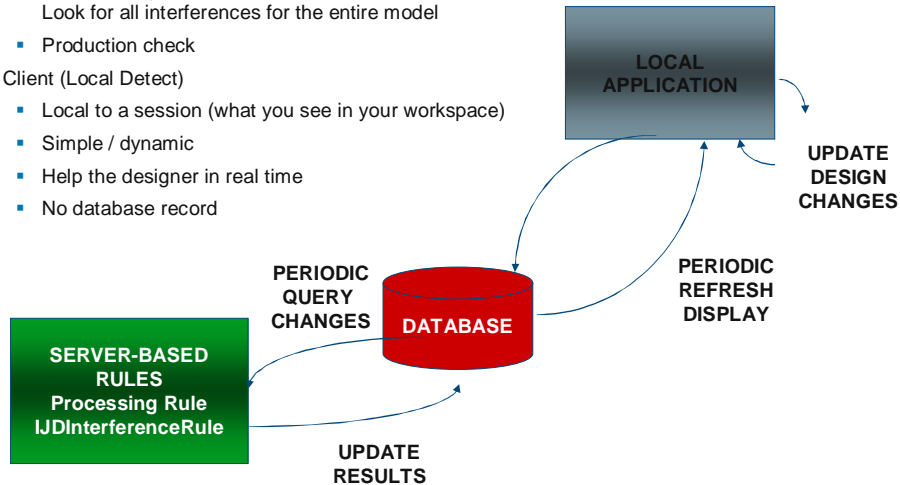 Look for all interferences for the entire model
▪ Production check
Client (Local Detect)
▪ Local to a session (what you see in your workspace)
▪ Simple / dynamic
▪ Help the designer in real time
▪ No database record
LOCAL
APPLICATION
UPDATE
DESIGN
CHANGES
PERIODIC
QUERY
CHANGES
PERIODIC
REFRESH
DISPLAY
DATABASE
SERVER-BASED
RULES
Processing Rule
IJDInterferenceRule
UPDATE
RESULTS